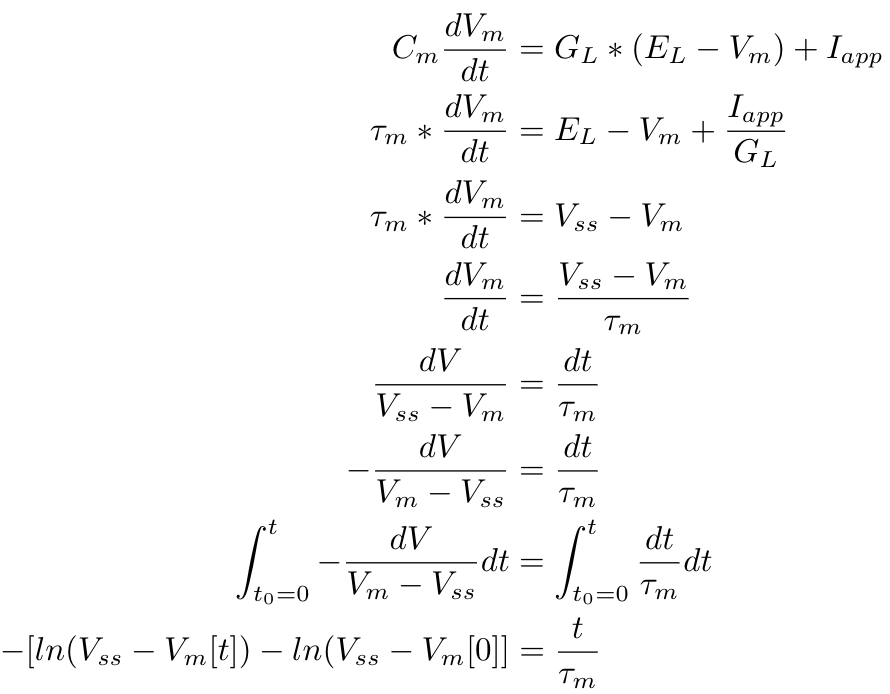 C_m \frac{dV_m}{dt} = G_L * (E_L - V_m) + I_{app}
\tau_m * \frac{dV_m}{dt} = E_L - V_m + \frac{I_{app}}{G_L}
\tau_m * \frac{dV_m}{dt} = V_{ss} - V_m
\frac{dV_m}{dt} = \frac{V_{ss} - V_m}{\tau_m}
\frac{dV}{V_{ss} - V_m} = \frac{dt}{\tau_m}
-\frac{dV}{V_m - V_{ss}} = \frac{dt}{\tau_m}
\int_{t_0=0}^{t} -\frac{dV}{V_m - V_{ss}} dt = \int_{t_0=0}^{t} \frac{dt}{\tau_m} dt
-[ln(V_{ss} - V_m[t]) - ln(V_{ss} - V_m[0]] = \frac{t}{\tau_m}